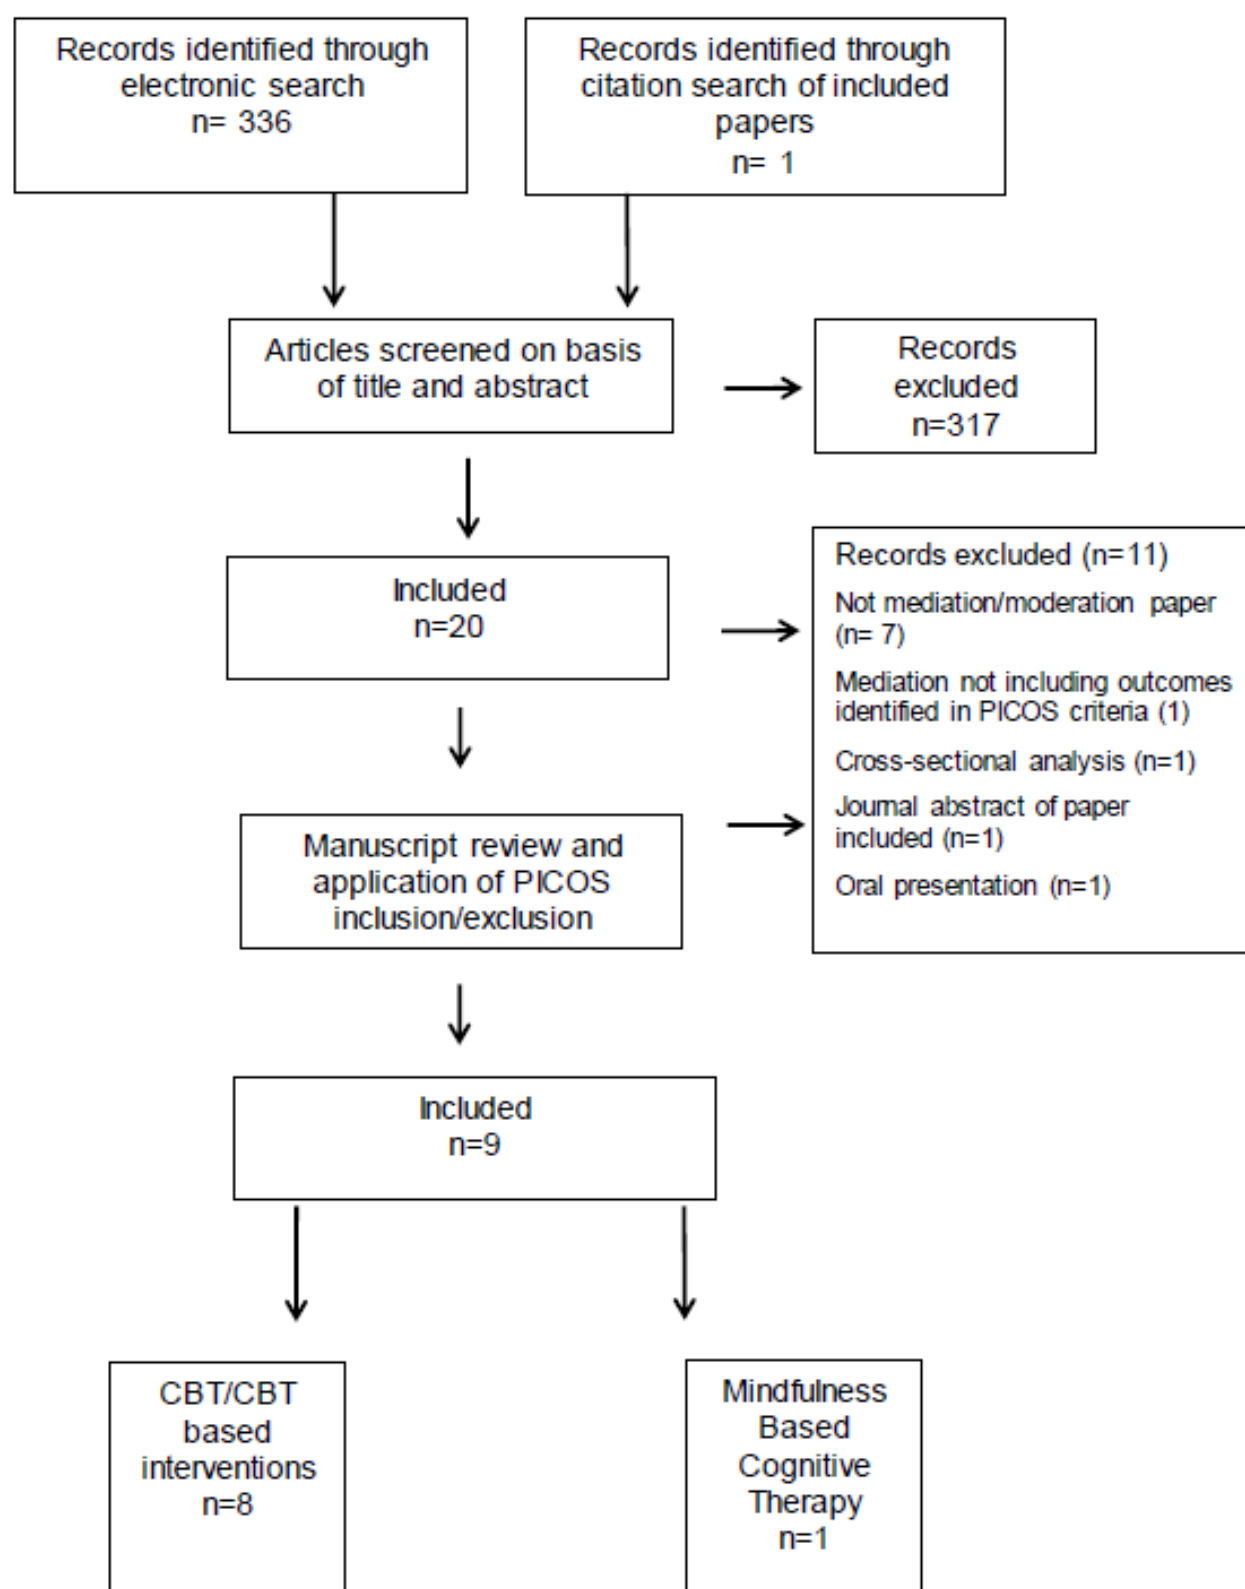 Records identified through
electronic search
n= 336
Records identified through
citation search of included
papers
n= 1
Articles screened on basis
of title and abstract
Records
excluded
n=317
Included
n=20
Records excluded (n=11)
Not mediation/moderation paper
(n= 7)
Mediation not including outcomes
identified in PICOS criteria (1)
Cross-sectional analysis (n=1)
Journal abstract of paper
included (n=1)
Oral presentation (n=1)
Manuscript review and
application of PICOS
inclusion/exclusion
Included
n=9
CBT/CBT
based
interventions
n=8
Mindfulness
Based
Cognitive
Therapy
n=1